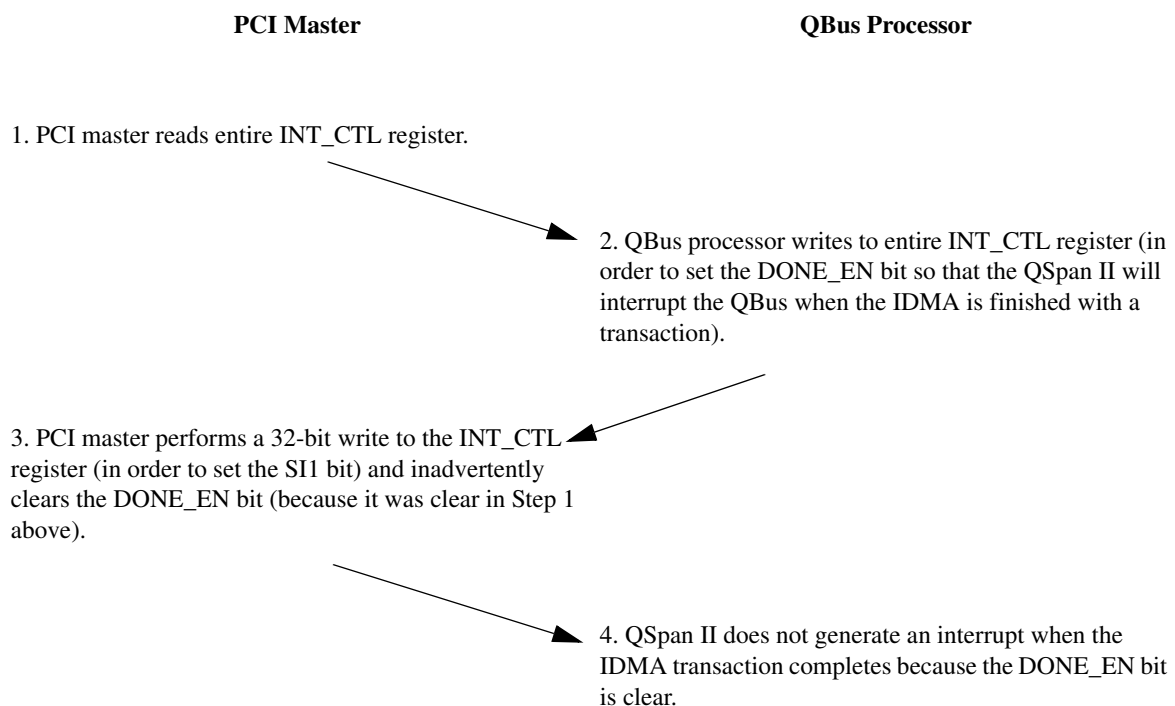 PCI Master
QBus Processor
1. PCI master reads entire INT_CTL register.
2. QBus processor writes to entire INT_CTL register (in
order to set the DONE_EN bit so that the QSpan II will
interrupt the QBus when the IDMA is finished with a
transaction).
3. PCI master performs a 32-bit write to the INT_CTL
register (in order to set the SI1 bit) and inadvertently
clears the DONE_EN bit (because it was clear in Step 1
above).
4. QSpan II does not generate an interrupt when the
IDMA transaction completes because the DONE_EN bit
is clear.